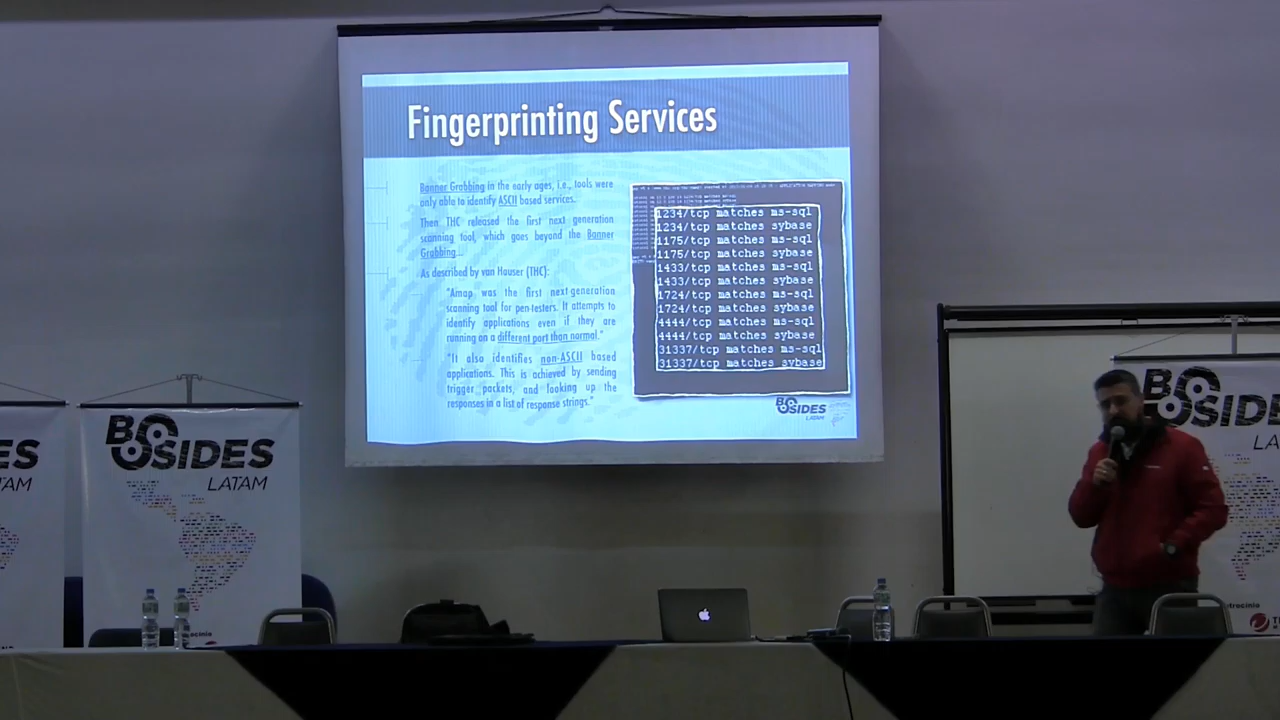 Fingerprinting Services
Banner Grabbing in the early ages, i.e., tools were
only able to identify ASCII based services.
Then THC released the first next generation
scanning tool, which goes beyond the Banner
Grabbing...
As described by van Hauser (THC):
"Amap was the first next-generation
scanning tool for pen-testers. It attempts to
identify applications even if they are
running on a different port than normal."
"It also identifies non-ASCII based
applications. This is achieved by sending
trigger packets, and looking up the
responses in a list of response strings."
1234/tcp matches ms-sql
1234/tcp matches sybase
1175/tcp matches ms-sql
1175/tcp matches sybase
1433/tcp matches ms-sql
1433/tcp matches sybase
1724/tcp matches ms-sql
1724/tcp matches sybase
4444/tcp matches ms-sql
4444/tcp matches sybase
31337/tcp matches ms-sql
31337/tcp matches sybase
BSIDES
LATAM
ES
TAM
BSIDES
LATAM
BSIDES
LA